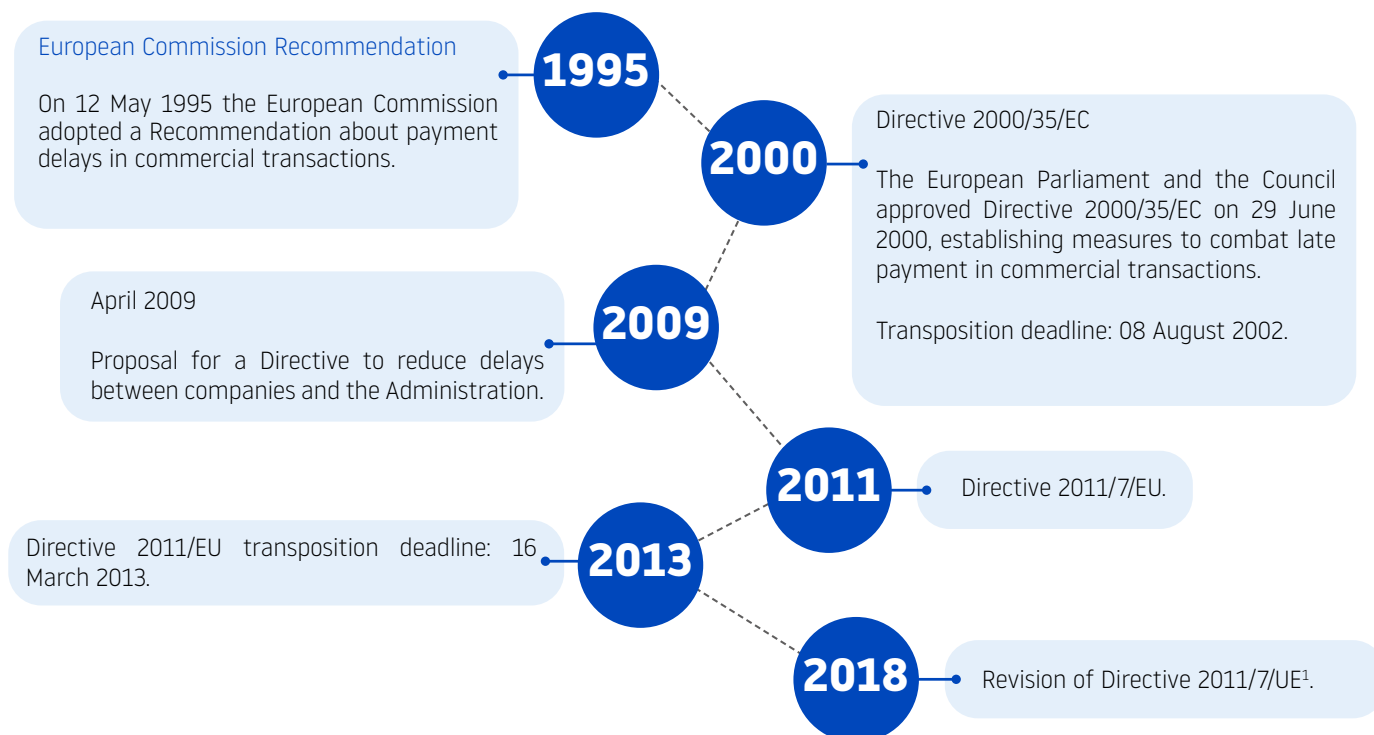 European Commission Recommendation
On 12 May 1995 the European Commission
adopted a Recommendation about payment
delays in commercial transactions.
1995
2000
Directive 2000/35/EC
The European Parliament and the Council
approved Directive 2000/35/EC on 29 June
2000, establishing measures to combat late
payment in commercial transactions.
Transposition deadline: 08 August 2002.
April 2009
Proposal for a Directive to reduce delays
between companies and the Administration.
2009
2011
Directive 2011/7/EU.
Directive 2011/EU transposition deadline: 16
March 2013.
2013
2018
Revision of Directive 2011/7/UE¹.